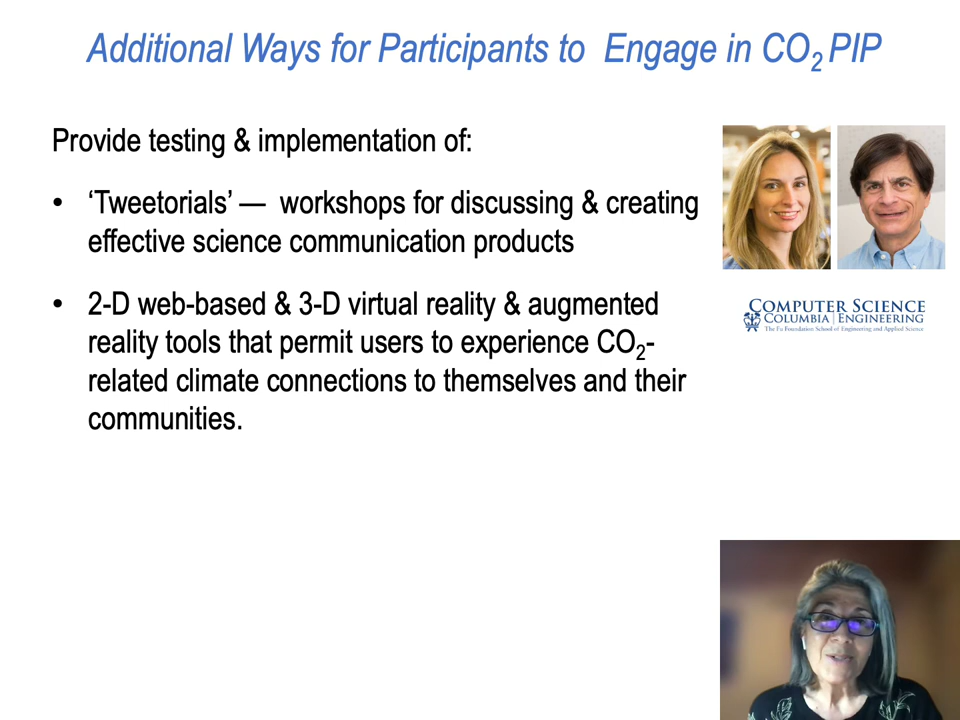 Additional Ways for Participants to Engage in CO₂ PIP
Provide testing & implementation of:
• ‘Tweetorials’ — workshops for discussing & creating
effective science communication products
• 2-D web-based & 3-D virtual reality & augmented
reality tools that permit users to experience CO₂-
related climate connections to themselves and their
communities.
COMPUTER SCIENCE
COLUMBIA | ENGINEERING
The Fu Foundation School of Engineering and Applied Science